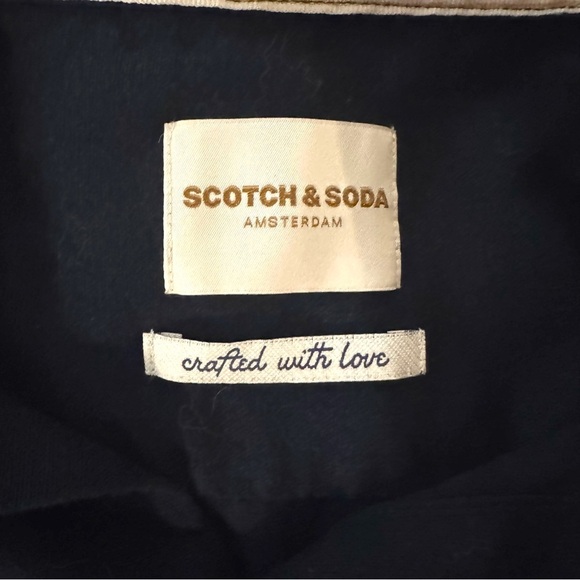 SCOTCH & SODA
AMSTERDAM
crafted with love